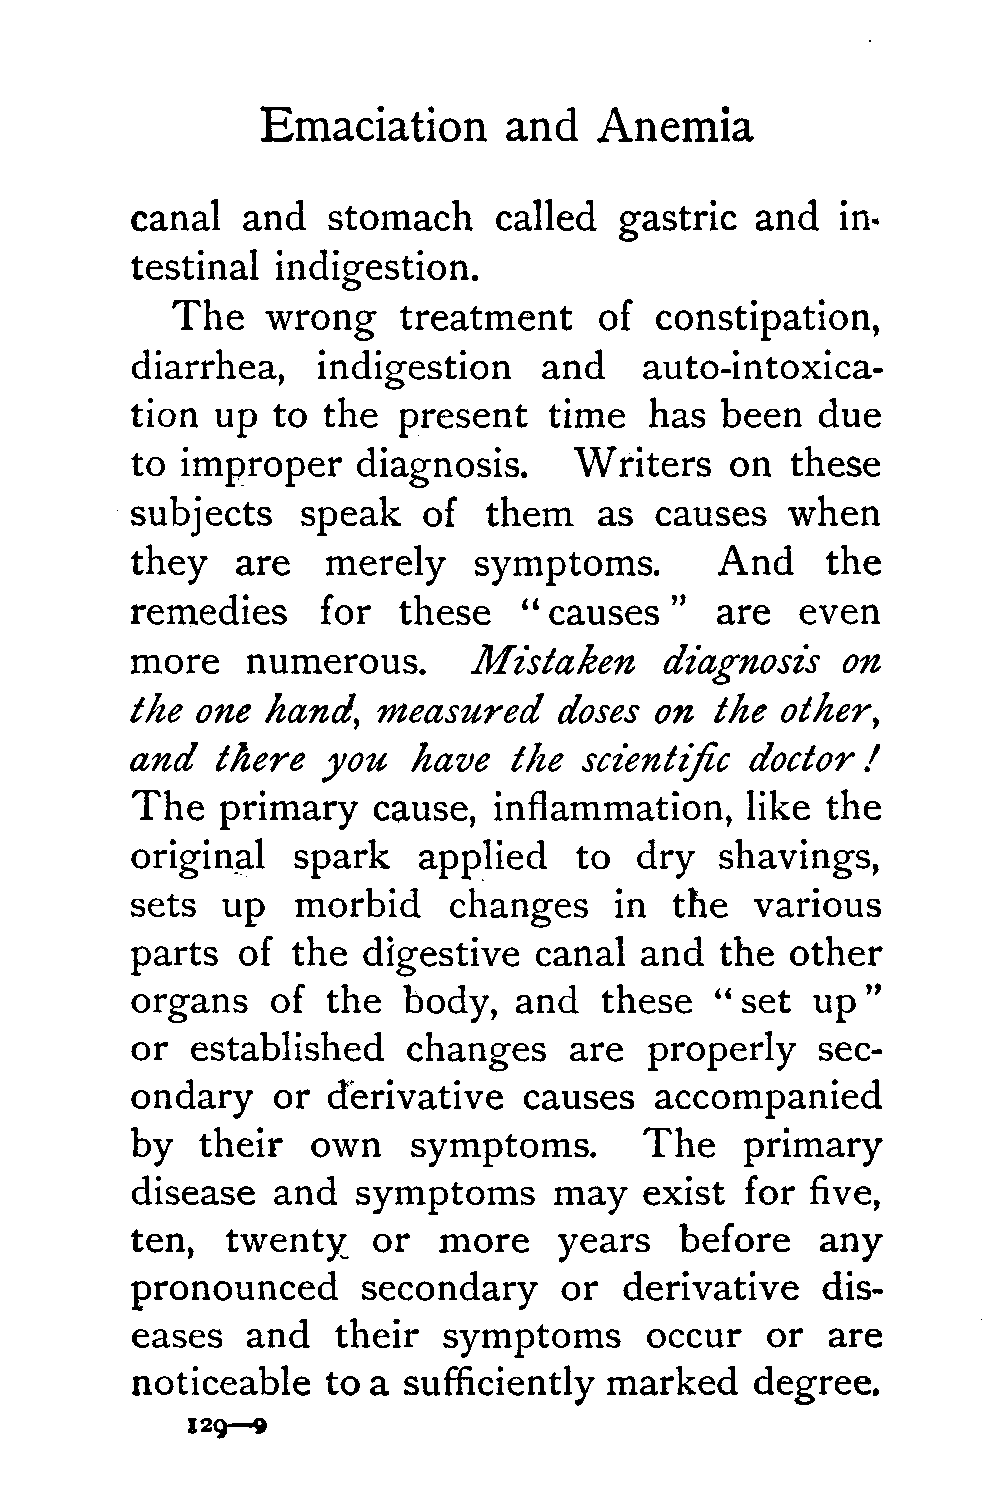 Emaciation and Anemia
canal and stomach called gastric and in-
testinal indigestion.
The wrong treatment of constipation,
diarrhea, indigestion and auto-intoxica-
tion up to the present time has been due
to improper diagnosis. Writers on these
subjects speak of them as causes when
they are merely symptoms. And the
remedies for these “causes” are even
more numerous. Mistaken diagnosis on
the one hand, measured doses on the other,
and there you have the scientific doctor!
The primary cause, inflammation, like the
original spark applied to dry shavings,
sets up morbid changes in the various
parts of the digestive canal and the other
organs of the body, and these “set up”
or established changes are properly sec-
ondary or derivative causes accompanied
by their own symptoms. The primary
disease and symptoms may exist for five,
ten, twenty or more years before any
pronounced secondary or derivative dis-
eases and their symptoms occur or are
noticeable to a sufficiently marked degree.
129—9